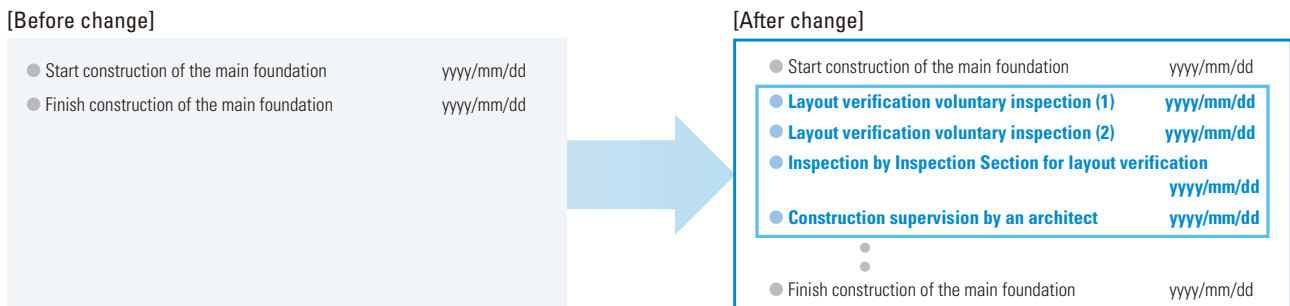 [Before change]
Start construction of the main foundation yyyy/mm/dd
Finish construction of the main foundation yyyy/mm/dd
[After change]
Start construction of the main foundation yyyy/mm/dd
Layout verification voluntary inspection (1) yyyy/mm/dd
Layout verification voluntary inspection (2) yyyy/mm/dd
Inspection by Inspection Section for layout verification
yyyy/mm/dd
Construction supervision by an architect yyyy/mm/dd
Finish construction of the main foundation yyyy/mm/dd